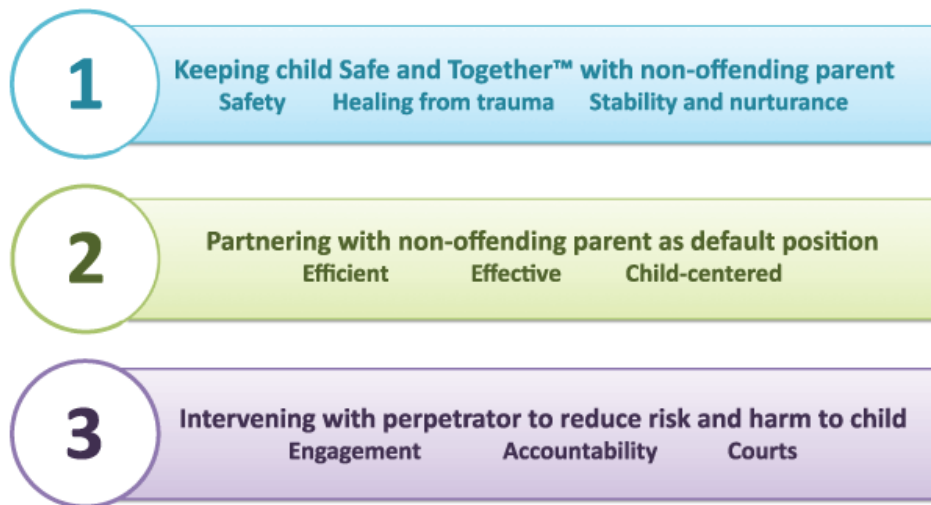 1
Keeping child Safe and Together™ with non-offending parent
Safety Healing from trauma Stability and nurturance
2
Partnering with non-offending parent as default position
Efficient Effective Child-centered
3
Intervening with perpetrator to reduce risk and harm to child
Engagement Accountability Courts